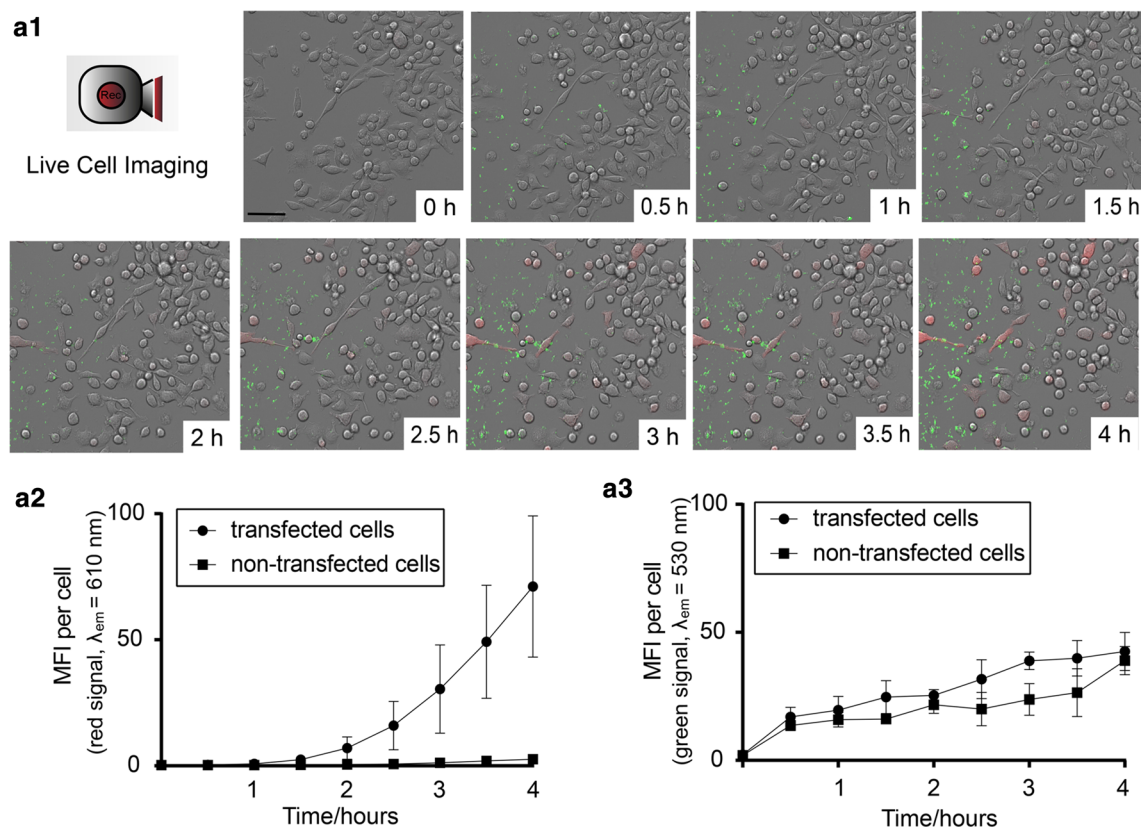 a1
Rec
Live Cell Imaging
0 h
0.5 h
1 h
1.5 h
2 h
2.5 h
3 h
3.5 h
4 h
a2
MFI per cell
(red signal, λem = 610 nm)
100
50
0
transfected cells
non-transfected cells
1 2 3 4
Time/hours
a3
MFI per cell
(green signal, λem = 530 nm)
100
50
0
transfected cells
non-transfected cells
1 2 3 4
Time/hours